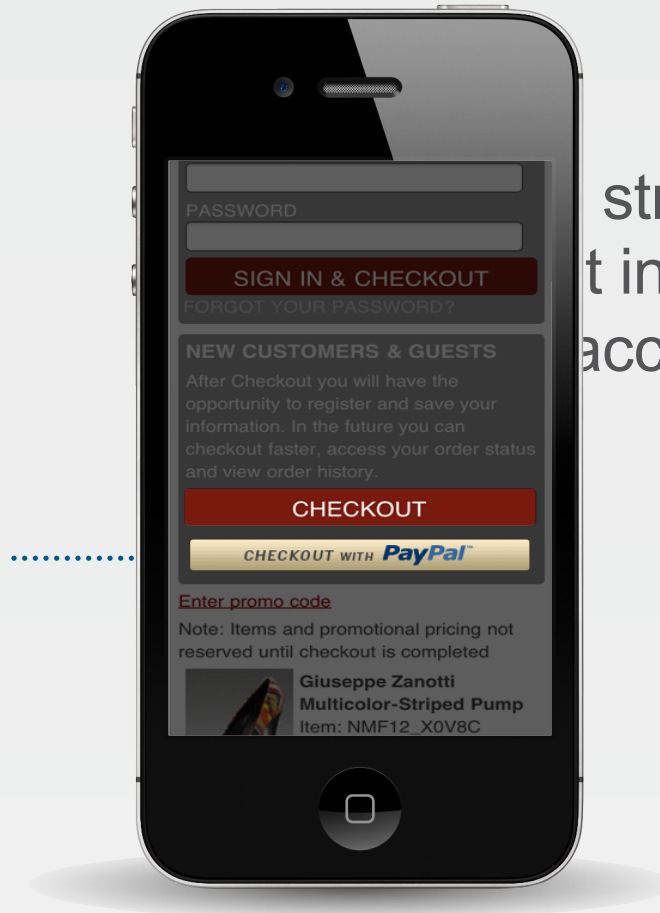 PASSWORD
SIGN IN & CHECKOUT
FORGOT YOUR PASSWORD?
NEW CUSTOMERS & GUESTS
After Checkout you will have the
opportunity to register and save your
information. In the future you can
checkout faster, access your order status
and view order history.
CHECKOUT
CHECKOUT WITH PayPal™
Enter promo code
Note: Items and promotional pricing not
reserved until checkout is completed
Giuseppe Zanotti
Multicolor-Striped Pump
Item: NMF12_X0V8C